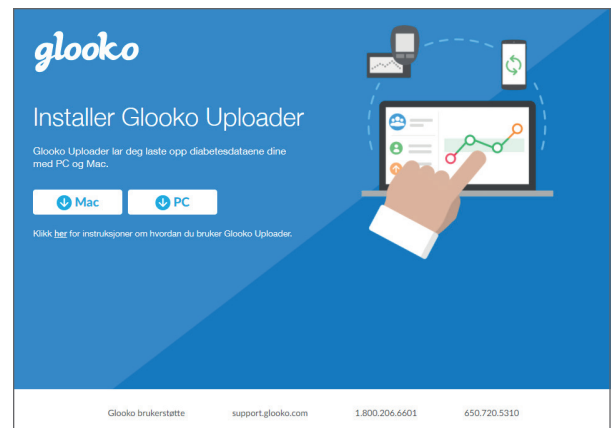 glooko
Installer Glooko Uploader
Glooko Uploader lar deg laste opp diabetesdataene dine
med PC og Mac.
Mac
PC
Klikk her for instruksjoner om hvordan du bruker Glooko Uploader.
Glooko brukerstøtte
support.glooko.com
1.800.206.6601
650.720.5310